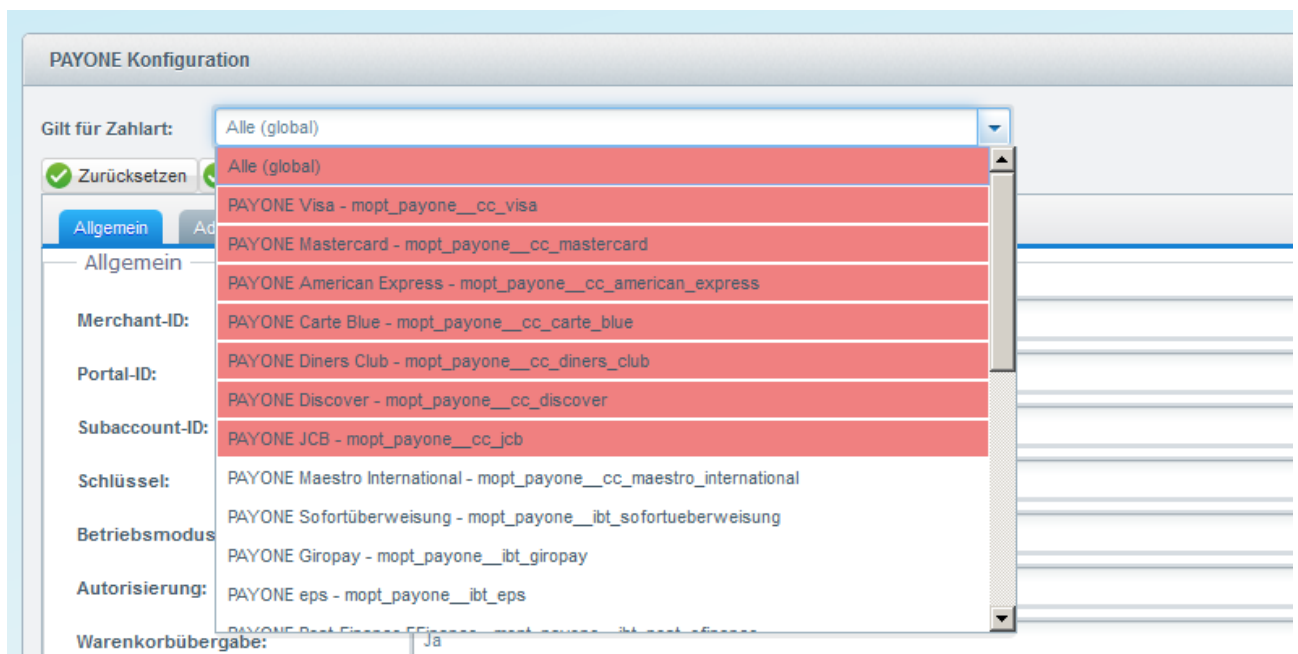 PAYONE Konfiguration
Gilt für Zahlart:
Alle (global)
Zurücksetzen
Alle (global)
PAYONE Visa - mopt_payone__cc_visa
Allgemein
Ad
PAYONE Mastercard - mopt_payone__cc_mastercard
Allgemein
PAYONE American Express - mopt_payone__cc_american_express
Merchant-ID:
PAYONE Carte Blue - mopt_payone__cc_carte_blue
Portal-ID:
PAYONE Diners Club - mopt_payone__cc_diners_club
PAYONE Discover - mopt_payone__cc_discover
Subaccount-ID:
PAYONE JCB - mopt_payone__cc_jcb
Schlüssel:
PAYONE Maestro International - mopt_payone__cc_maestro_international
PAYONE Sofortüberweisung - mopt_payone__ibt_sofortueberweisung
Betriebsmodus
PAYONE Giropay - mopt_payone__ibt_giropay
Autorisierung:
PAYONE eps - mopt_payone__ibt_eps
Warenkorbübergabe:
Ja